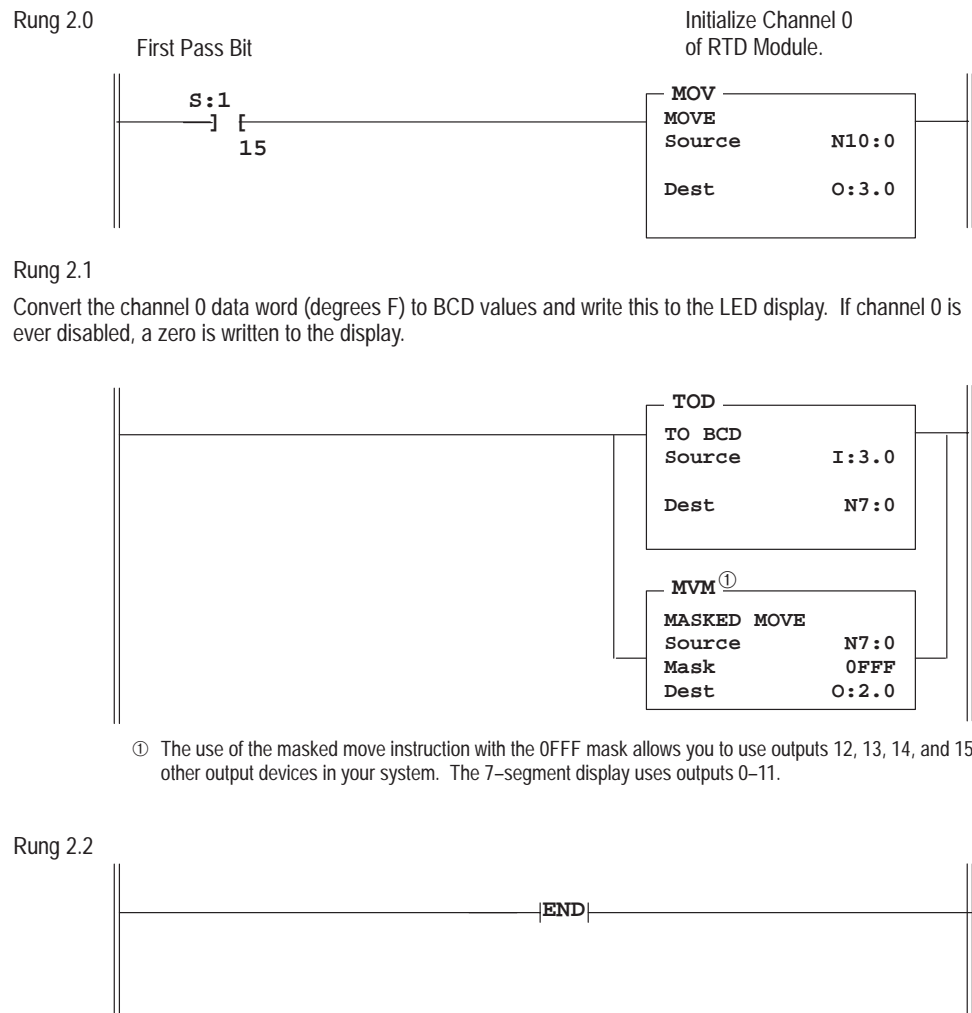 Rung 2.0
First Pass Bit
Initialize Channel 0
of RTD Module.
S:1
] [
15
MOV
MOVE
Source N10:0
Dest O:3.0
Rung 2.1
Convert the channel 0 data word (degrees F) to BCD values and write this to the LED display. If channel 0 is
ever disabled, a zero is written to the display.
TOD
TO BCD
Source I:3.0
Dest N7:0
MVM ①
MASKED MOVE
Source N7:0
Mask 0FFF
Dest O:2.0
① The use of the masked move instruction with the 0FFF mask allows you to use outputs 12, 13, 14, and 15
other output devices in your system. The 7–segment display uses outputs 0–11.
Rung 2.2
END